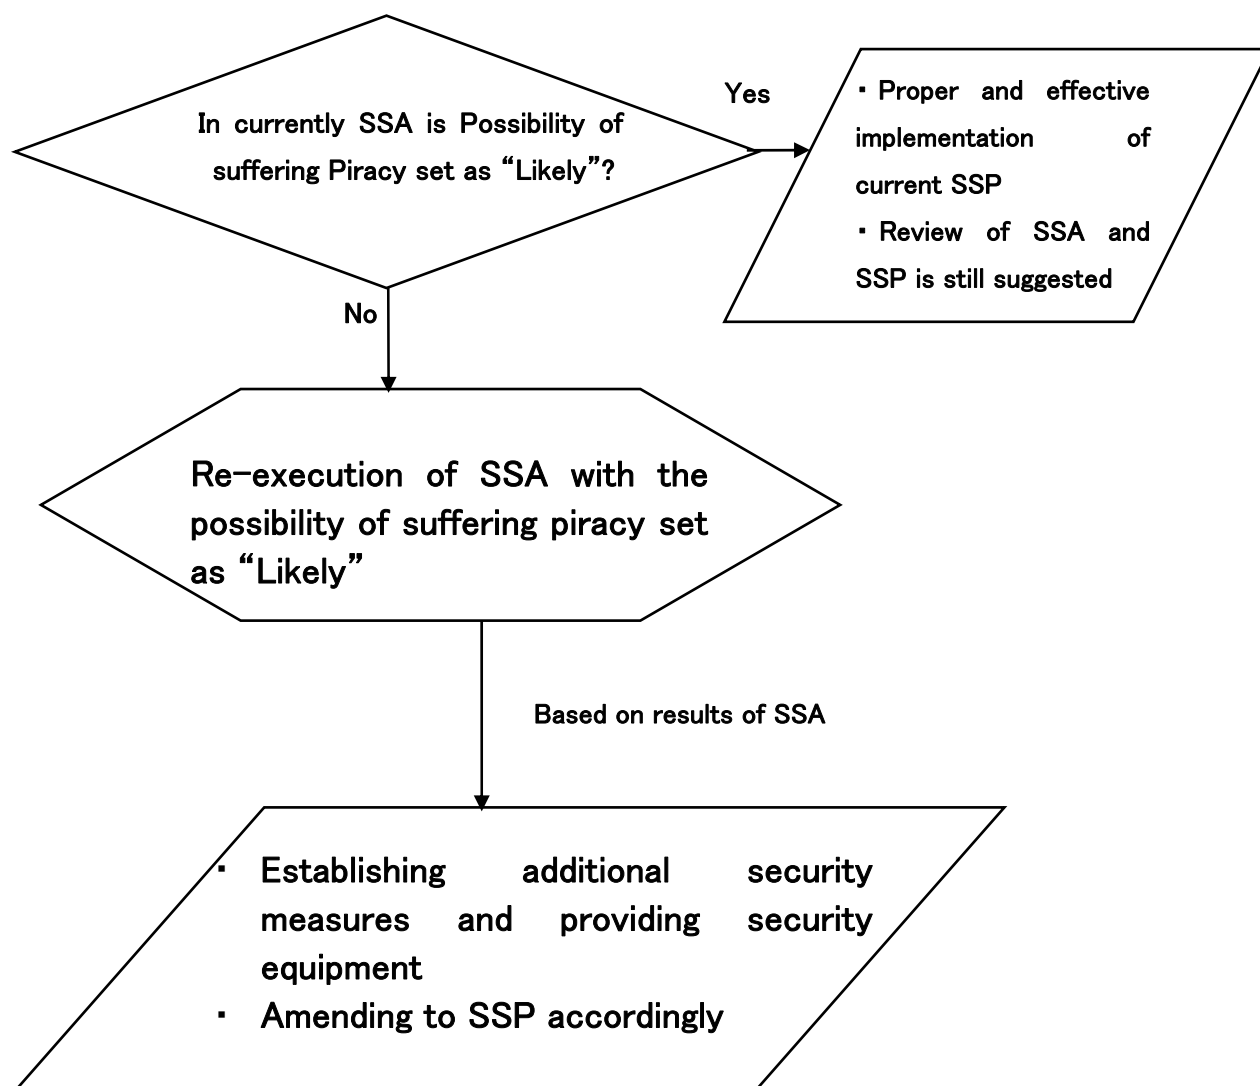 In currently SSA is Possibility of
suffering Piracy set as “Likely”?
Yes
・Proper and effective
implementation of
current SSP
・Review of SSA and
SSP is still suggested
No
Re-execution of SSA with the
possibility of suffering piracy set
as “Likely”
Based on results of SSA
・ Establishing additional security
measures and providing security
equipment
・ Amending to SSP accordingly